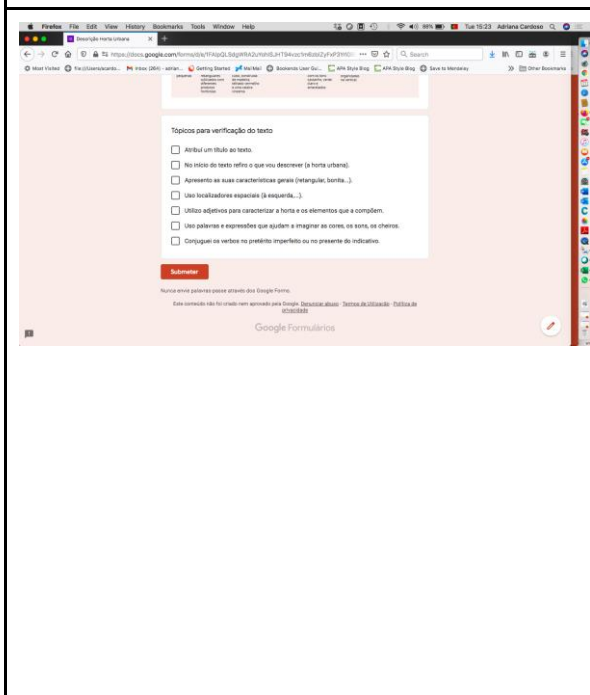 Firefox File Edit View History Bookmarks Tools Window Help Tue 15:23 Adriana Cardoso
Descrição Horta Urbana
Search
Most Visited Getting Started Bookends User Gui... APA Style Blog APA Style Blog Save to Mendeley Other Bookmarks
Tópicos para verificação do texto
Atribuí um título ao texto.
No início do texto refiro o que vou descrever (a horta urbana).
Apresento as suas características gerais (retangular, bonita...).
Uso localizadores espaciais (à esquerda,...).
Utilizo adjetivos para caracterizar a horta e os elementos que a compõem.
Uso palavras e expressões que ajudam a imaginar as cores, os sons, os cheiros.
Conjuguei os verbos no pretérito imperfeito ou no presente do indicativo.
Submeter
Nunca envie palavras-passe através dos Google Forms.
Este conteúdo não foi criado nem aprovado pela Google. Denunciar abuso - Termos de Utilização - Política de
privacidade
Google Formulários